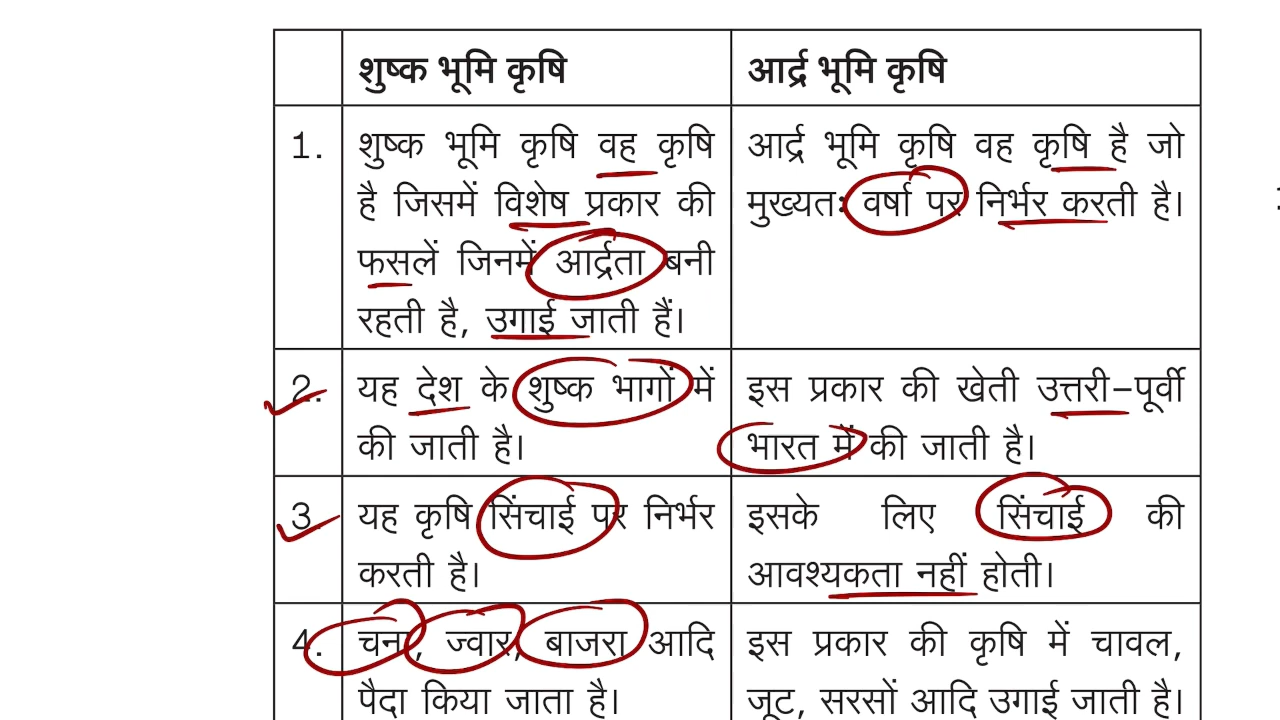 शुष्क भूमि कृषि
आर्द्र भूमि कृषि
1.
शुष्क भूमि कृषि वह कृषि
है जिसमें विशेष प्रकार की
फसलें जिनमें आर्द्रता बनी
रहती है, उगाई जाती हैं।
आर्द्र भूमि कृषि वह कृषि है जो
मुख्यतः वर्षा पर निर्भर करती है।
2.
यह देश के शुष्क भागों में
की जाती है।
इस प्रकार की खेती उत्तरी-पूर्वी
भारत में की जाती है।
3.
यह कृषि सिंचाई पर निर्भर
करती है।
इसके लिए सिंचाई की
आवश्यकता नहीं होती।
4.
चना, ज्वार, बाजरा आदि
पैदा किया जाता है।
इस प्रकार की कृषि में चावल,
जूट, सरसों आदि उगाई जाती है।